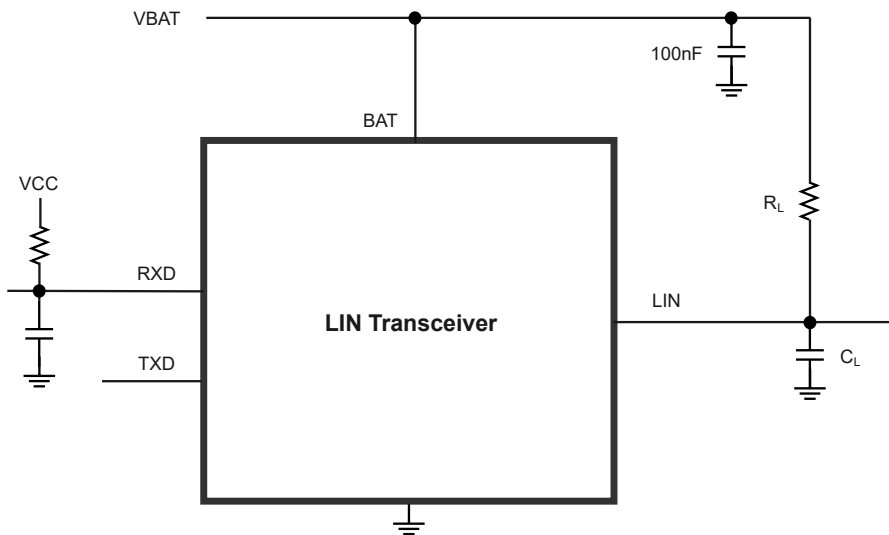 VBAT
100nF
BAT
VCC
R_L
RXD
LIN
LIN Transceiver
TXD
C_L